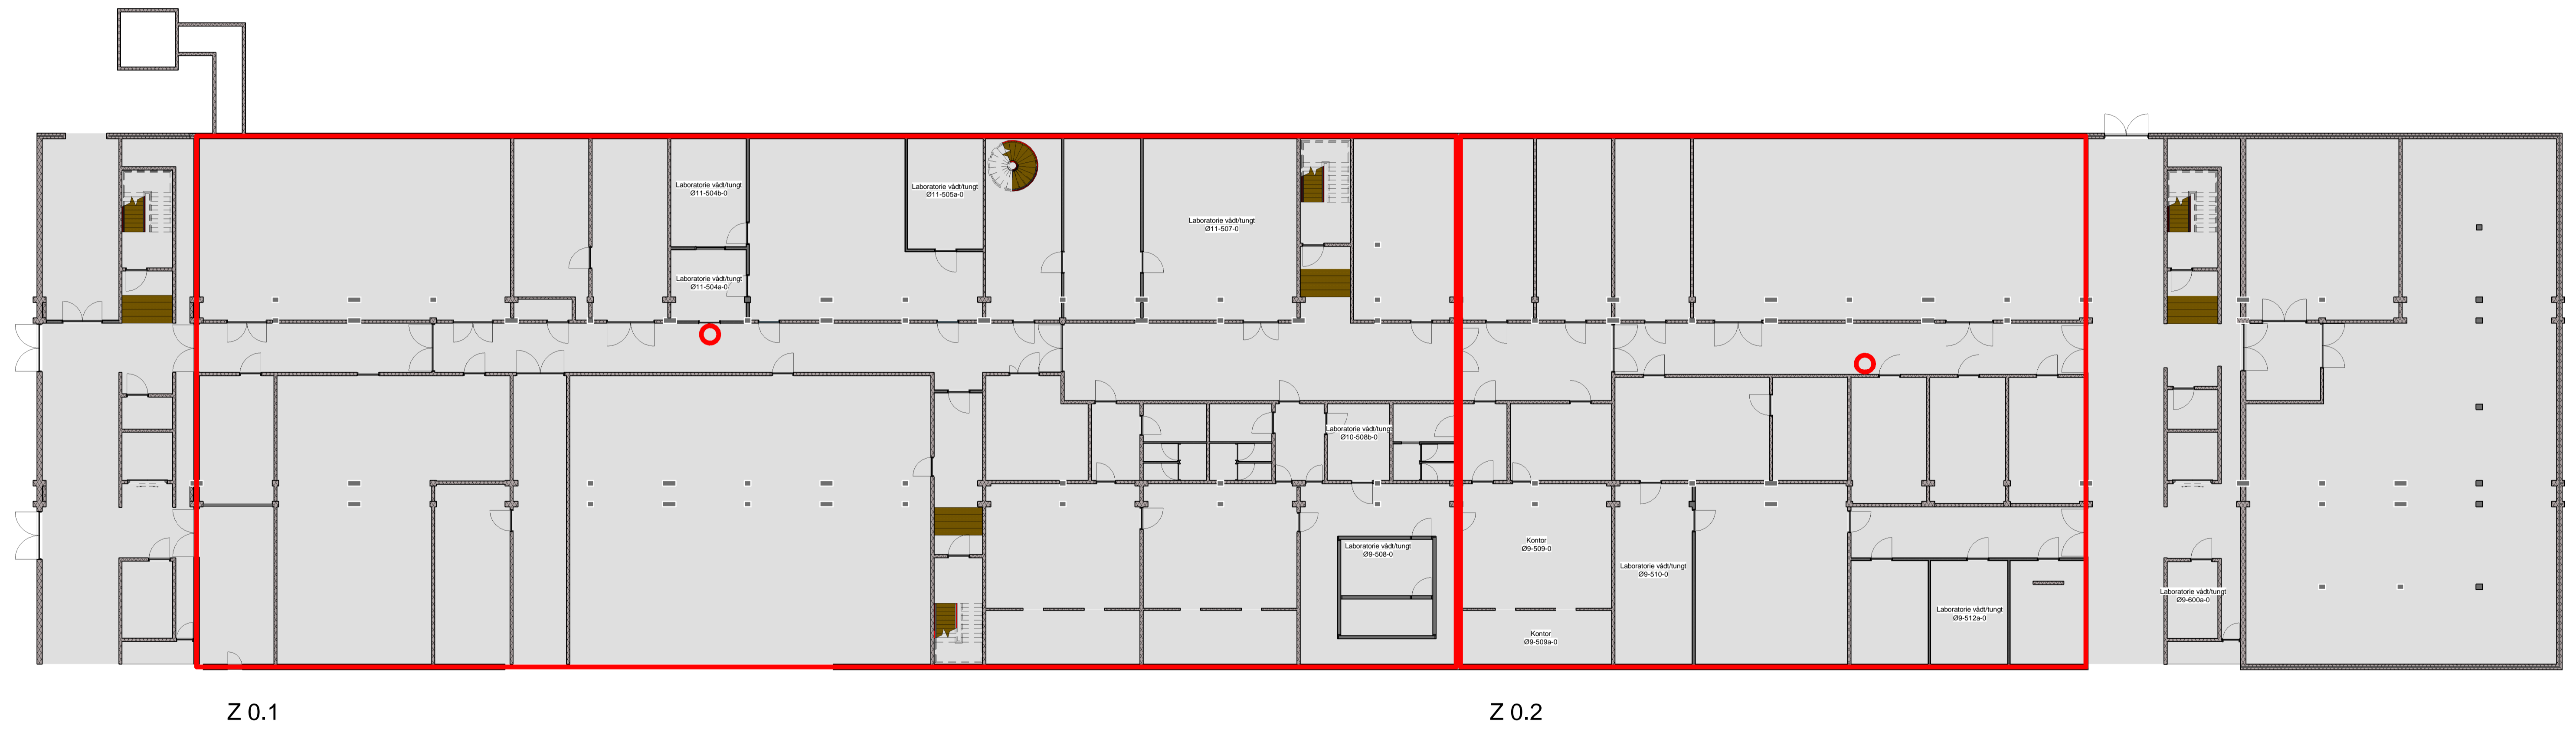 Laboratorie vådt/tungt
Ø11-504b-0
Laboratorie vådt/tungt
Ø11-505a-0
Laboratorie vådt/tungt
Ø11-507-0
Laboratorie vådt/tungt
Ø11-504a-0
Laboratorie vådt/tungt
Ø10-508b-0
Laboratorie vådt/tungt
Ø9-508-0
Kontor
Ø9-509-0
Laboratorie vådt/tungt
Ø9-510-0
Kontor
Ø9-509a-0
Laboratorie vådt/tungt
Ø9-512a-0
Laboratorie vådt/tungt
Ø9-600a-0
Z 0.1
Z 0.2